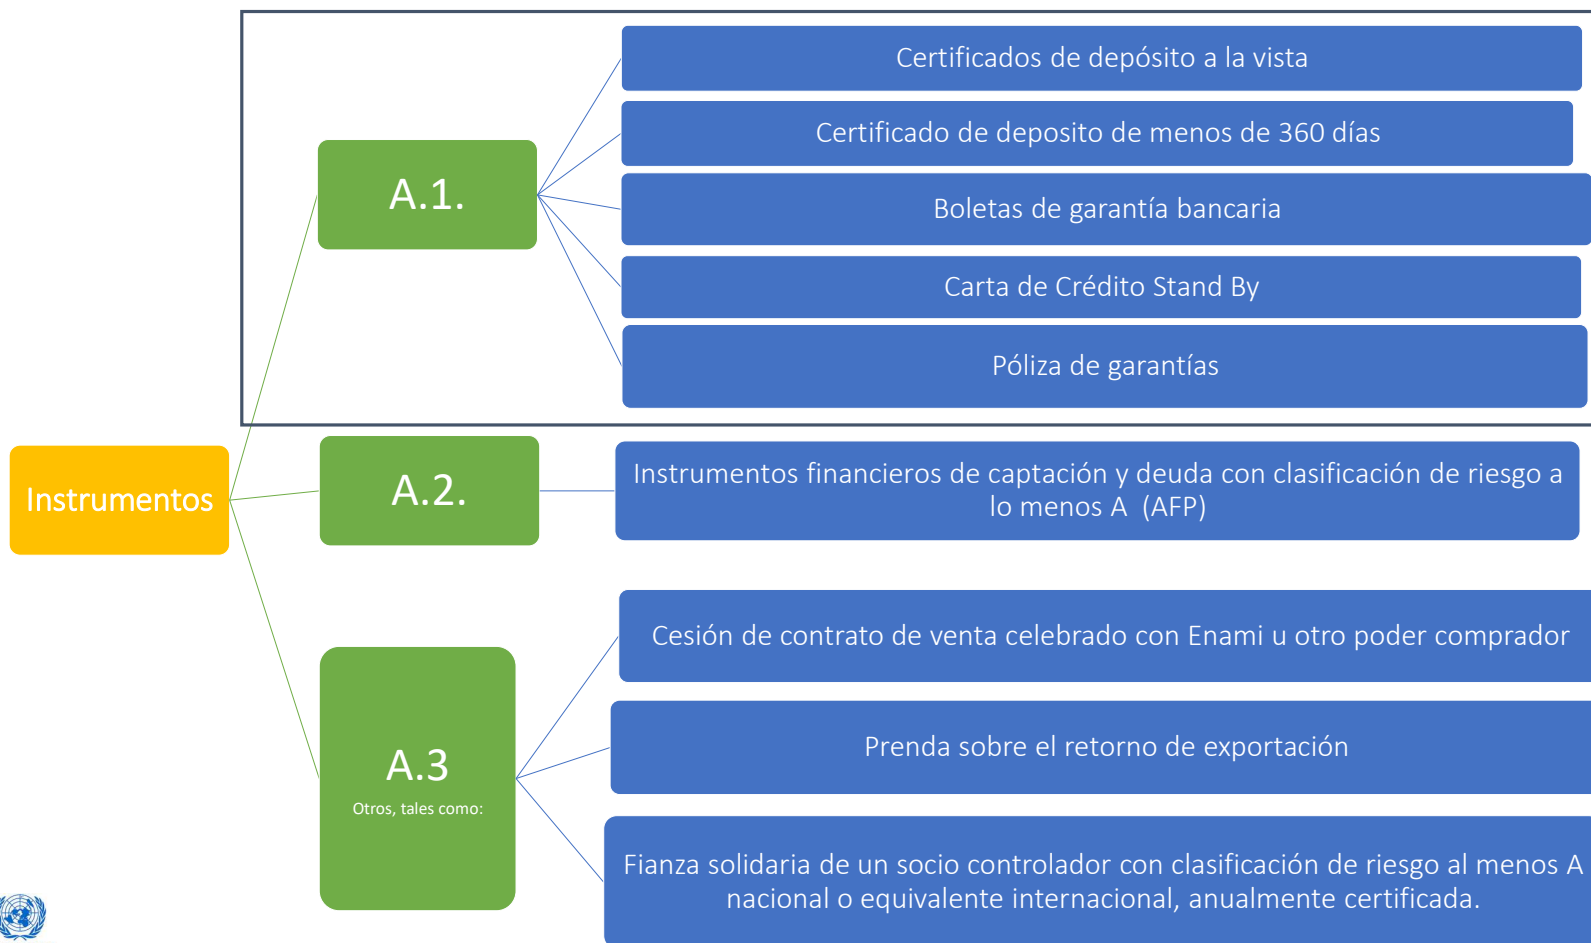 Instrumentos
A.1.
Certificados de depósito a la vista
Certificado de deposito de menos de 360 días
Boletas de garantía bancaria
Carta de Crédito Stand By
Póliza de garantías
A.2.
Instrumentos financieros de captación y deuda con clasificación de riesgo a
lo menos A (AFP)
A.3
Otros, tales como:
Cesión de contrato de venta celebrado con Enami u otro poder comprador
Prenda sobre el retorno de exportación
Fianza solidaria de un socio controlador con clasificación de riesgo al menos A
nacional o equivalente internacional, anualmente certificada.